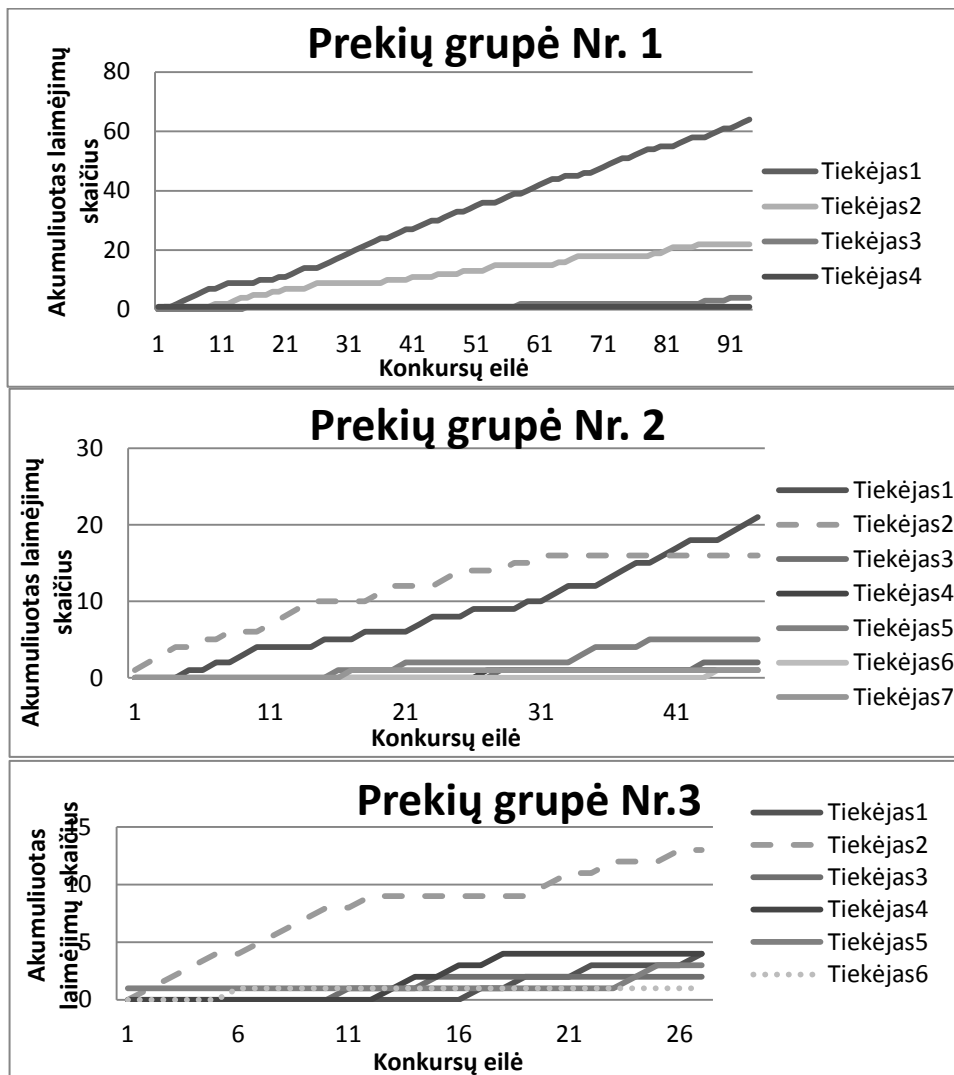 Prekių grupė Nr. 1
Akumuliuotas laimėjimų
skaičius
80
60
40
20
0
1 11 21 31 41 51 61 71 81 91
Konkursų eilė
Tiekėjas1
Tiekėjas2
Tiekėjas3
Tiekėjas4
Prekių grupė Nr. 2
Akumuliuotas laimėjimų
skaičius
30
20
10
0
1 11 21 31 41
Konkursų eilė
Tiekėjas1
Tiekėjas2
Tiekėjas3
Tiekėjas4
Tiekėjas5
Tiekėjas6
Tiekėjas7
Prekių grupė Nr.3
Akumuliuotas
laimėjimų skaičius
15
10
5
0
1 6 11 16 21 26
Konkursų eilė
Tiekėjas1
Tiekėjas2
Tiekėjas3
Tiekėjas4
Tiekėjas5
Tiekėjas6